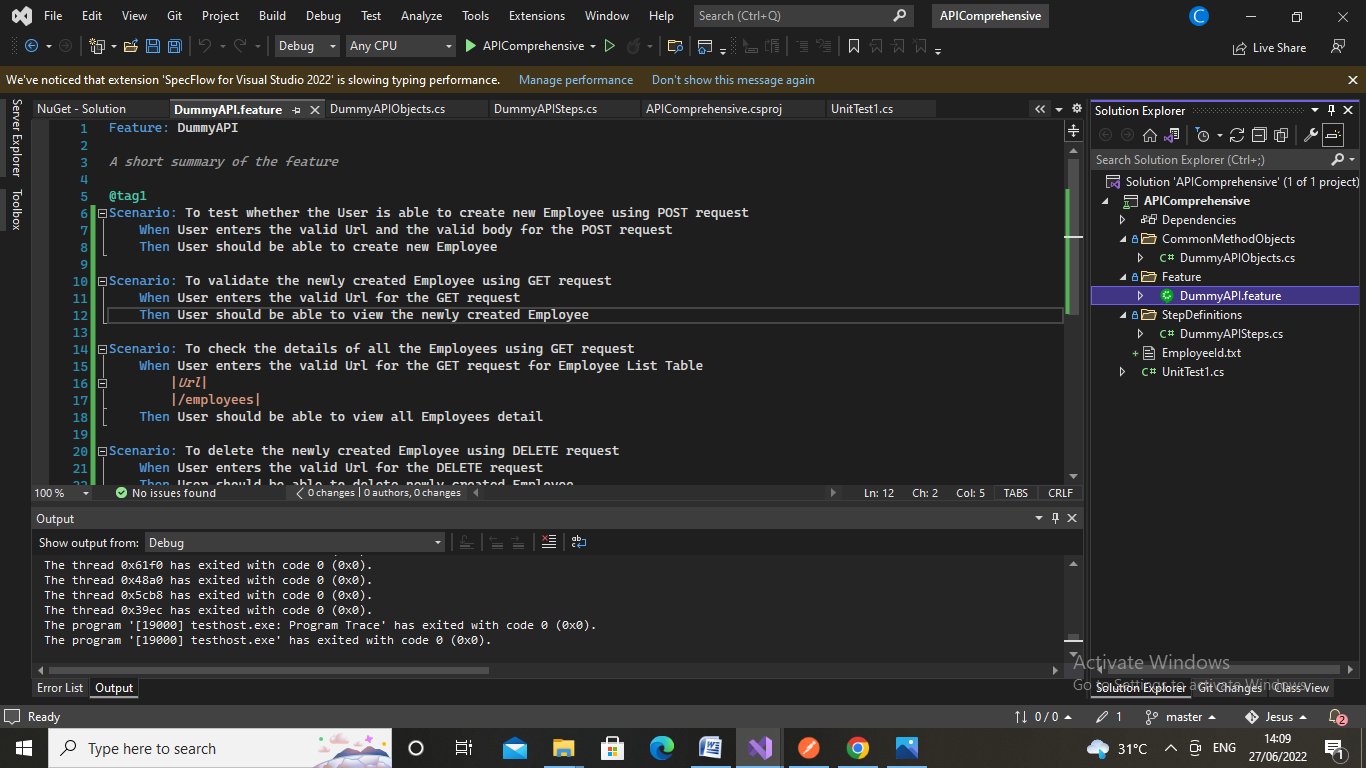 File Edit View Git Project Build Debug Test Analyze Tools Extensions Window Help Search (Ctrl+Q) APIComprehensive C
Debug Any CPU APIComprehensive Live Share
We've noticed that extension 'SpecFlow for Visual Studio 2022' is slowing typing performance. Manage performance Don't show this message again
Server Explorer
Toolbox
NuGet - Solution DummyAPI.feature DummyAPIObjects.cs DummyAPISteps.cs APIComprehensive.csproj UnitTest1.cs
1 Feature: DummyAPI
2
3 A short summary of the feature
4
5 @tag1
6 Scenario: To test whether the User is able to create new Employee using POST request
7 When User enters the valid Url and the valid body for the POST request
8 Then User should be able to create new Employee
9
10 Scenario: To validate the newly created Employee using GET request
11 When User enters the valid Url for the GET request
12 Then User should be able to view the newly created Employee
13
14 Scenario: To check the details of all the Employees using GET request
15 When User enters the valid Url for the GET request for Employee List Table
16 |Url|
17 |/employees|
18 Then User should be able to view all Employees detail
19
20 Scenario: To delete the newly created Employee using DELETE request
21 When User enters the valid Url for the DELETE request
22 Then User should be able to delete newly created Employee
100 % No issues found 0 changes | 0 authors, 0 changes Ln: 12 Ch: 2 Col: 5 TABS CRLF
Output
Show output from: Debug
The thread 0x61f0 has exited with code 0 (0x0).
The thread 0x48a0 has exited with code 0 (0x0).
The thread 0x5cb8 has exited with code 0 (0x0).
The thread 0x39ec has exited with code 0 (0x0).
The program '[19000] testhost.exe: Program Trace' has exited with code 0 (0x0).
The program '[19000] testhost.exe' has exited with code 0 (0x0).
Error List Output
Solution Explorer
Search Solution Explorer (Ctrl+;)
Solution 'APIComprehensive' (1 of 1 project)
APIComprehensive
Dependencies
CommonMethodObjects
C# DummyAPIObjects.cs
Feature
DummyAPI.feature
StepDefinitions
C# DummyAPISteps.cs
EmployeeId.txt
C# UnitTest1.cs
Activate Windows
Go to Settings to activate Windows.
Solution Explorer Git Changes Class View
Ready 0 / 0 1 master Jesus 2
Type here to search 31°C ENG 14:09
27/06/2022 1